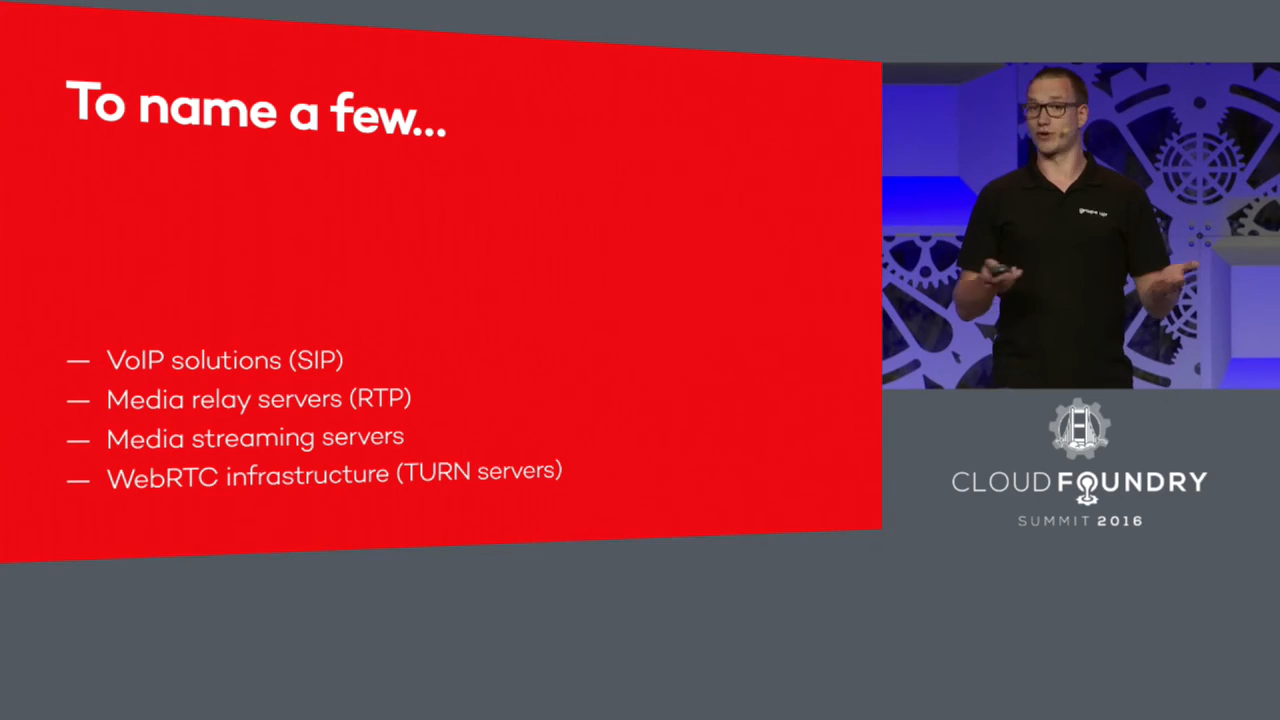 To name a few...
— VoIP solutions (SIP)
— Media relay servers (RTP)
— Media streaming servers
— WebRTC infrastructure (TURN servers)
CLOUD FOUNDRY
SUMMIT 2016